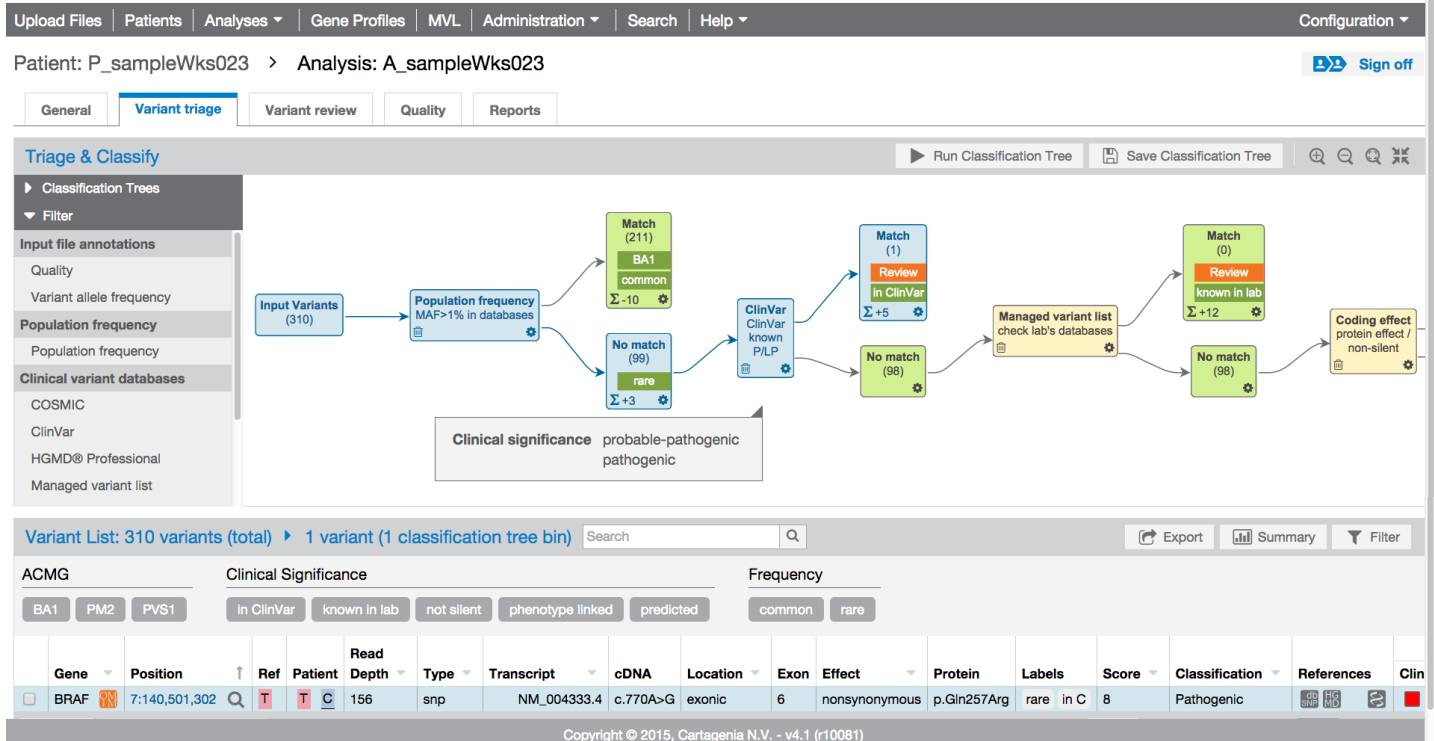 Upload Files Patients Analyses Gene Profiles MVL Administration Search Help Configuration
Patient: P_sampleWks023 > Analysis: A_sampleWks023
Sign off
General Variant triage Variant review Quality Reports
Triage & Classify
Run Classification Tree Save Classification Tree
Classification Trees
Filter
Input file annotations
Quality
Variant allele frequency
Population frequency
Population frequency
Clinical variant databases
COSMIC
ClinVar
HGMD® Professional
Managed variant list
Input Variants
(310)
Population frequency
MAF>1% in databases
Match
(211)
BA1
common
Σ -10
No match
(99)
rare
Σ +3
ClinVar
ClinVar
known
P/LP
Match
(1)
Review
in ClinVar
Σ +5
No match
(98)
Managed variant list
check lab's databases
Match
(0)
Review
known in lab
Σ +12
No match
(98)
Coding effect
protein effect /
non-silent
Clinical significance probable-pathogenic
pathogenic
Variant List: 310 variants (total) 1 variant (1 classification tree bin) Search
Export Summary Filter
ACMG Clinical Significance Frequency
BA1 PM2 PVS1 in ClinVar known in lab not silent phenotype linked predicted common rare
Gene Position Ref Patient Read Depth Type Transcript cDNA Location Exon Effect Protein Labels Score Classification References Clin
BRAF ON 7:140,501,302 T T C 156 snp NM_004333.4 c.770A>G exonic 6 nonsynonymous p.Gln257Arg rare in C 8 Pathogenic db SNP HG MD
Copyright © 2015, Cartagenia N.V. - v4.1 (r10081)